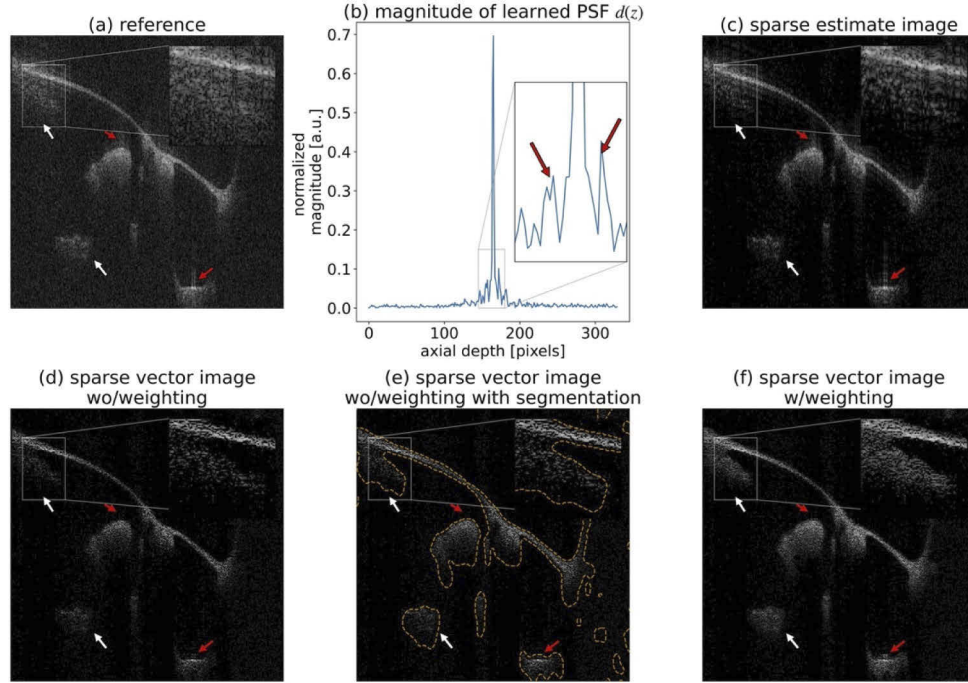 (a) reference
(b) magnitude of learned PSF d(z)
(c) sparse estimate image
normalized
magnitude [a.u.]
0.7
0.6
0.5
0.4
0.3
0.2
0.1
0.0
0
100
200
300
axial depth [pixels]
(d) sparse vector image
wo/weighting
(e) sparse vector image
wo/weighting with segmentation
(f) sparse vector image
w/weighting